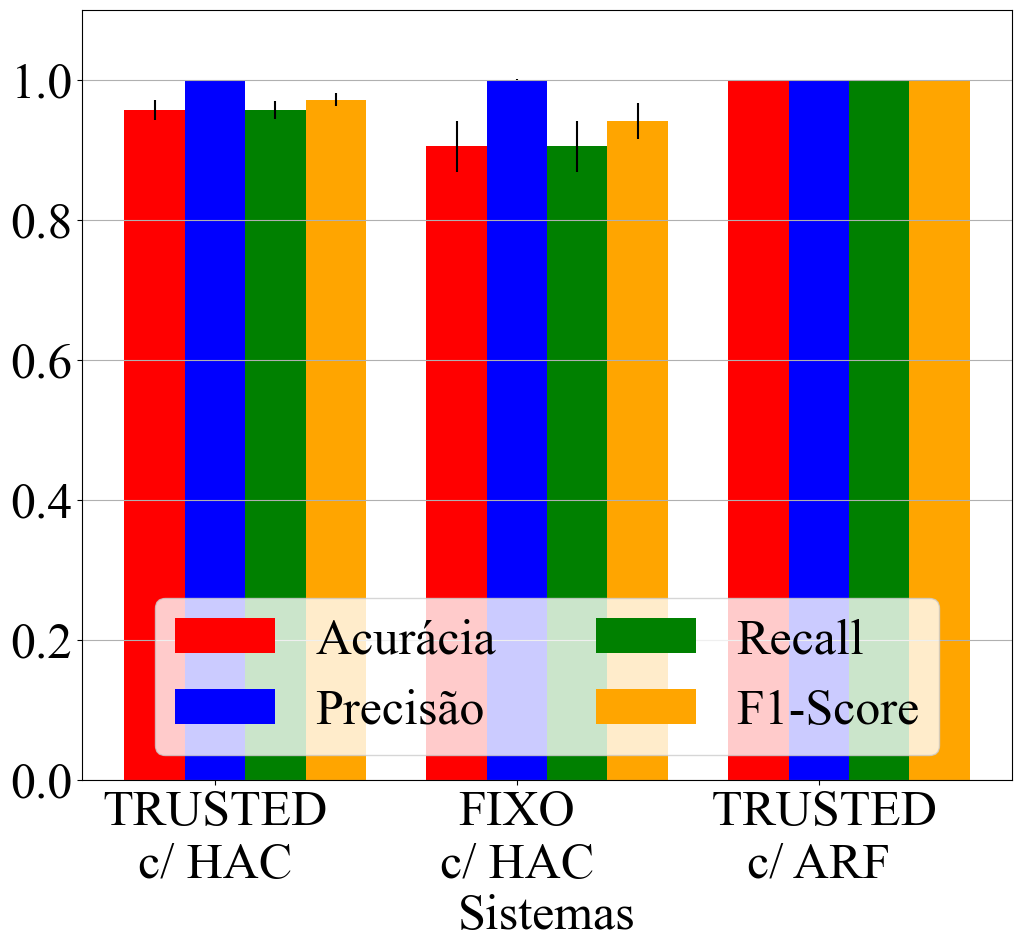 1.0
0.8
0.6
0.4
0.2
0.0
Acurácia
Precisão
Recall
F1-Score
TRUSTED
c/ HAC
FIXO
c/ HAC
TRUSTED
c/ ARF
Sistemas